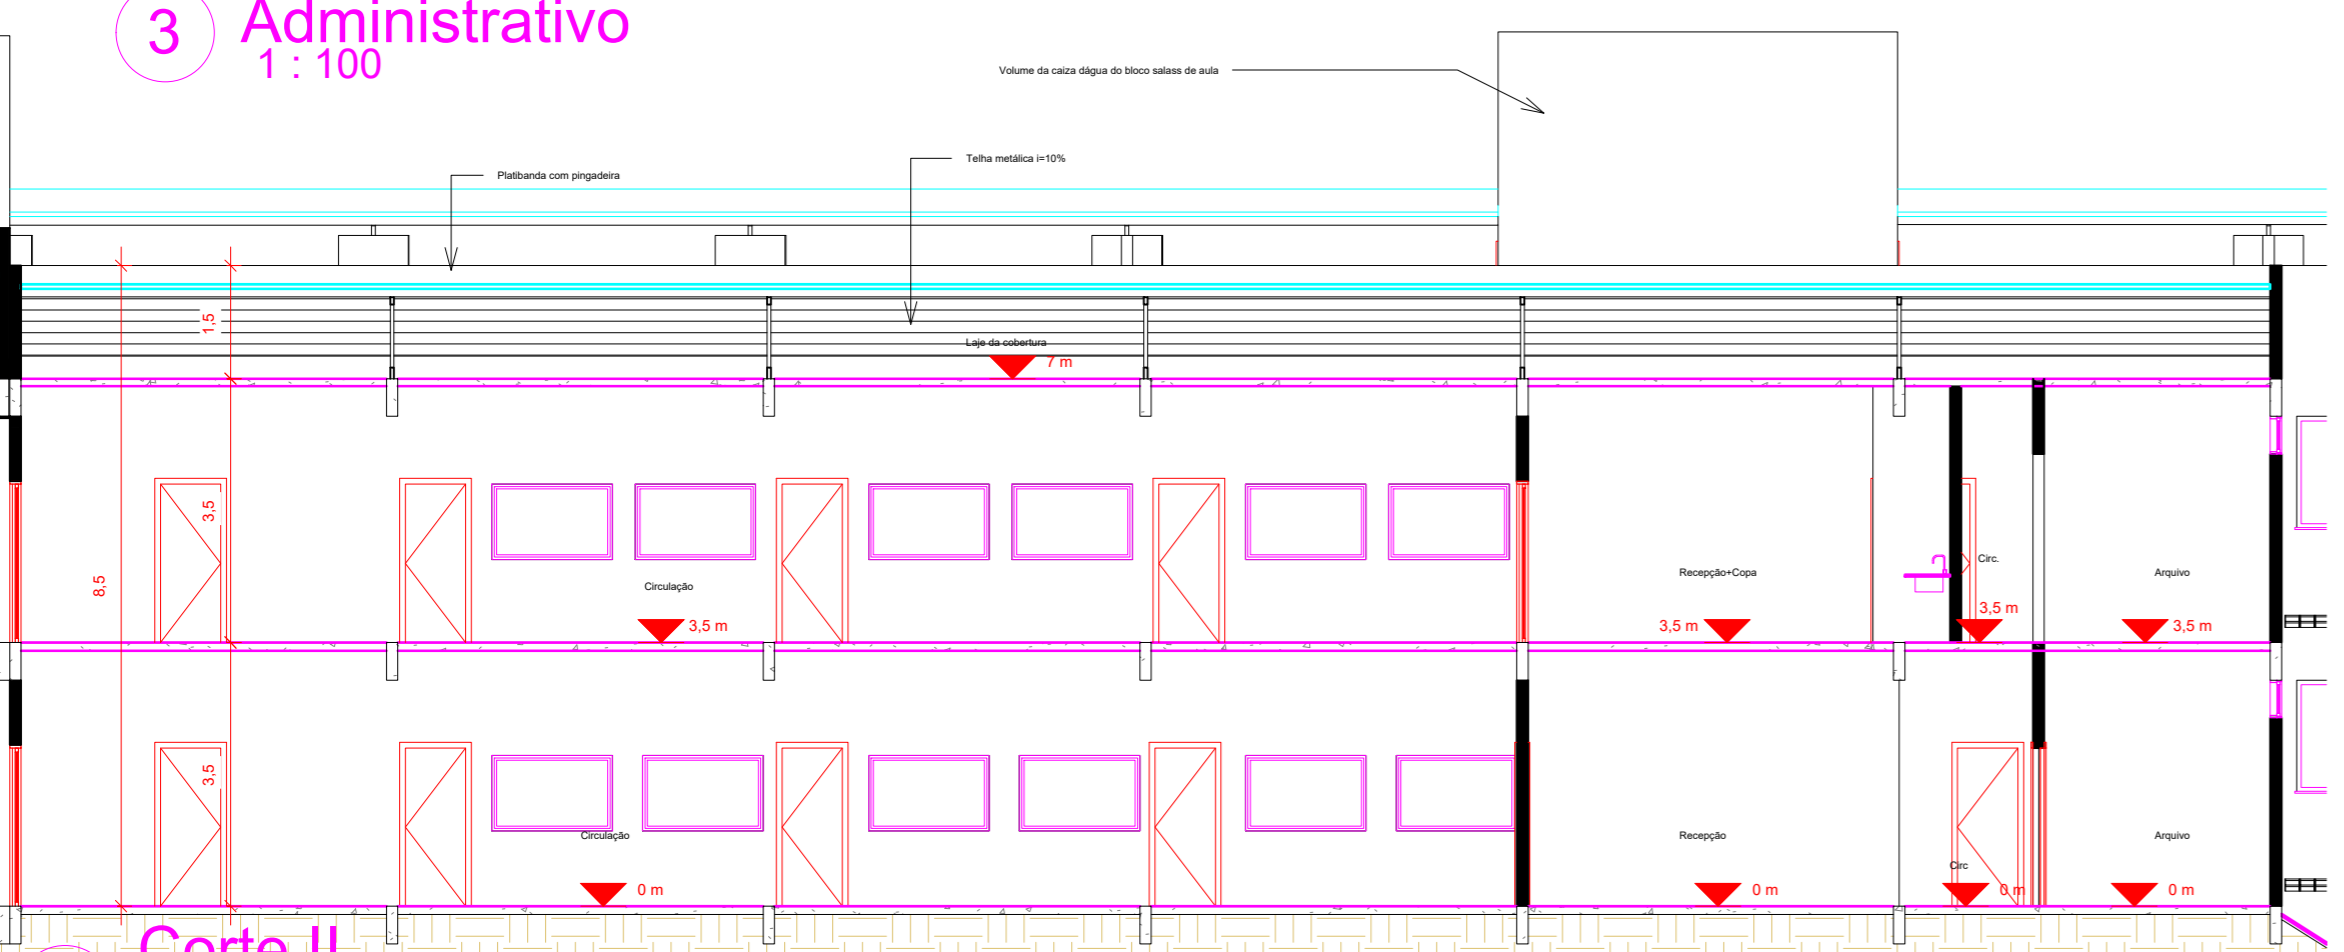 3 Administrativo
1 : 100
Volume da caiza dágua do bloco salass de aula
Telha metálica i=10%
Platibanda com pingadeira
1,5
Laje da cobertura
7 m
3,5
8,5
Circulação
3,5 m
Recepção+Copa
3,5 m
Circ.
3,5 m
Arquivo
3,5 m
3,5
Circulação
0 m
Recepção
0 m
Circ
0 m
Arquivo
0 m
Corte II